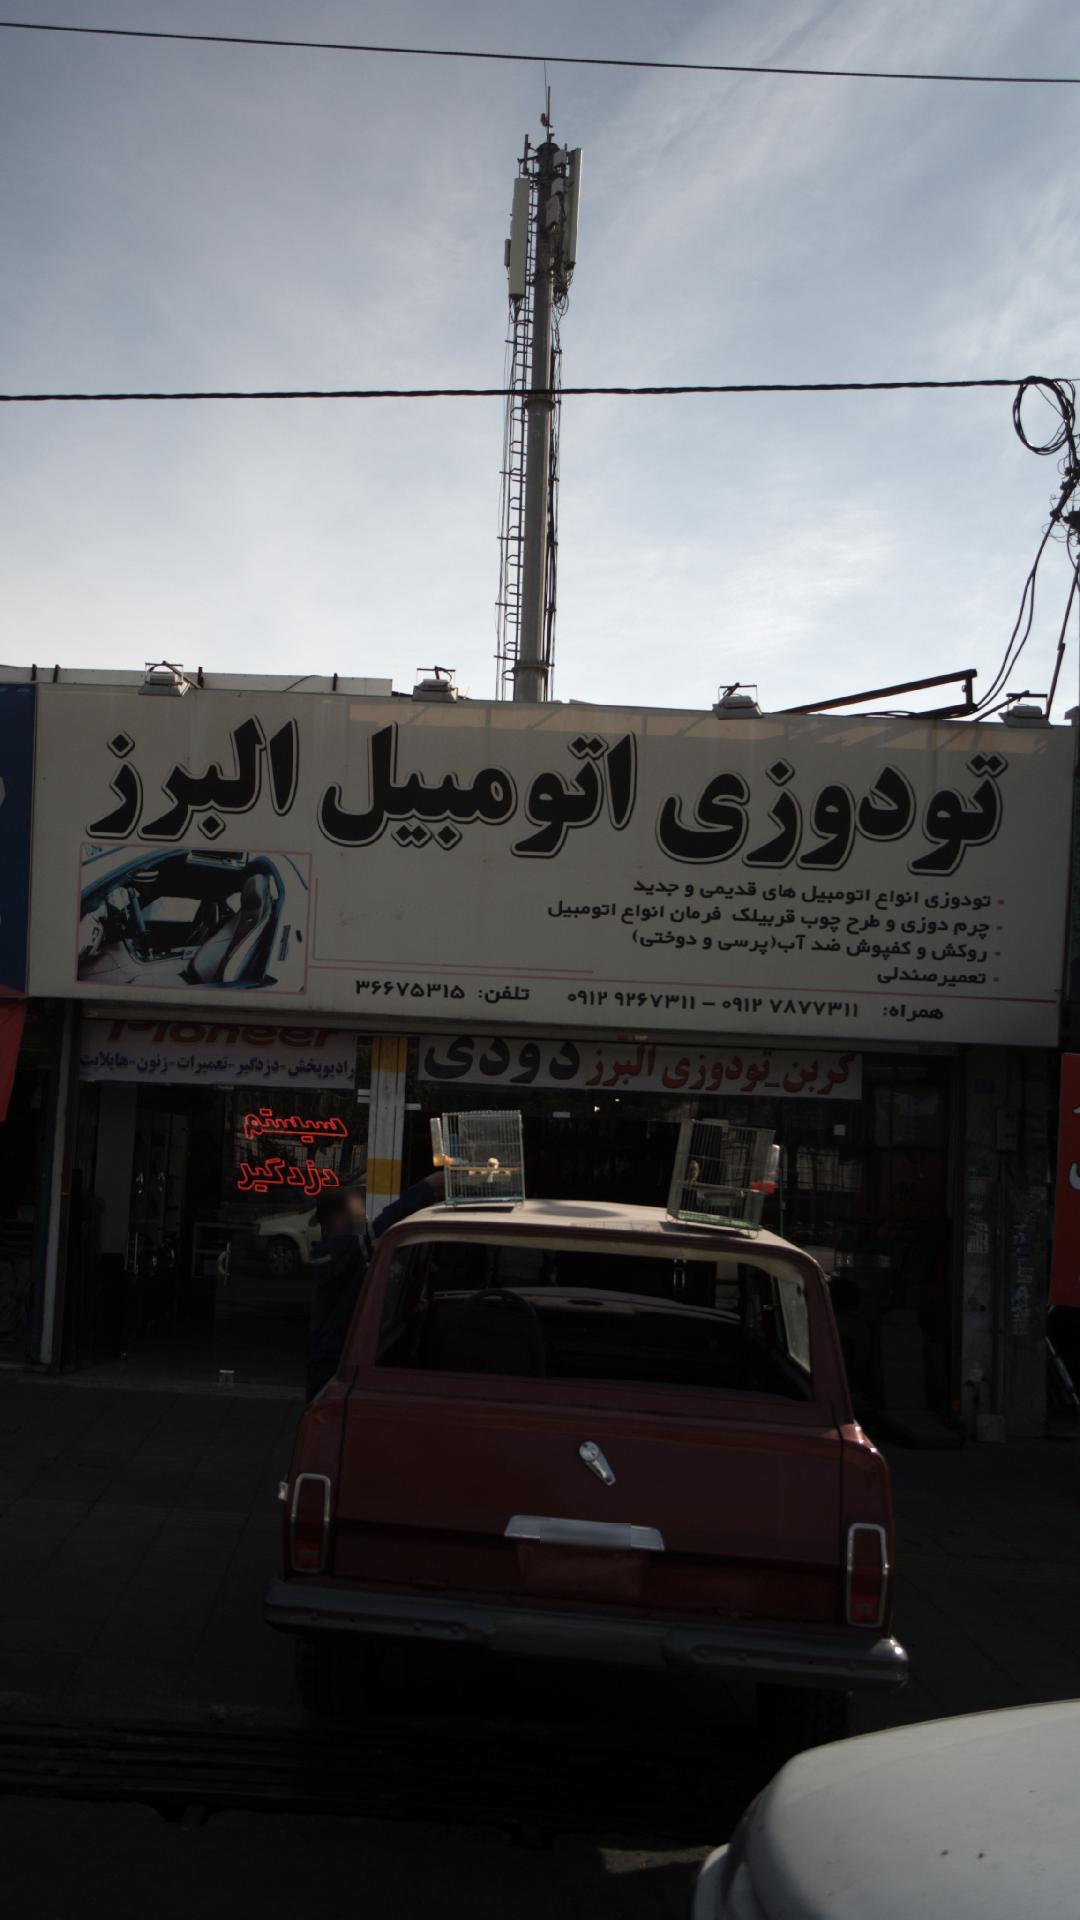 تودوزی اتومبیل البرز
- تودوزی انواع اتومبیل های قدیمی و جدید
- چرم دوزی و طرح چوب قربیلک فرمان انواع اتومبیل
- روکش و کفپوش ضد آب(پرسی و دوختی)
- تعمیرصندلی
همراه: ۰۹۱۲ ۷۸۷۷۳۱۱ – ۰۹۱۲ ۹۲۶۷۳۱۱ تلفن: ۳۶۶۷۵۳۱۵
کربن_تودوزی البرز دودی
Pioneer
رادیوپخش-دزدگیر-تعمیرات-زنون-هایلایت
سیستم
دزدگیر